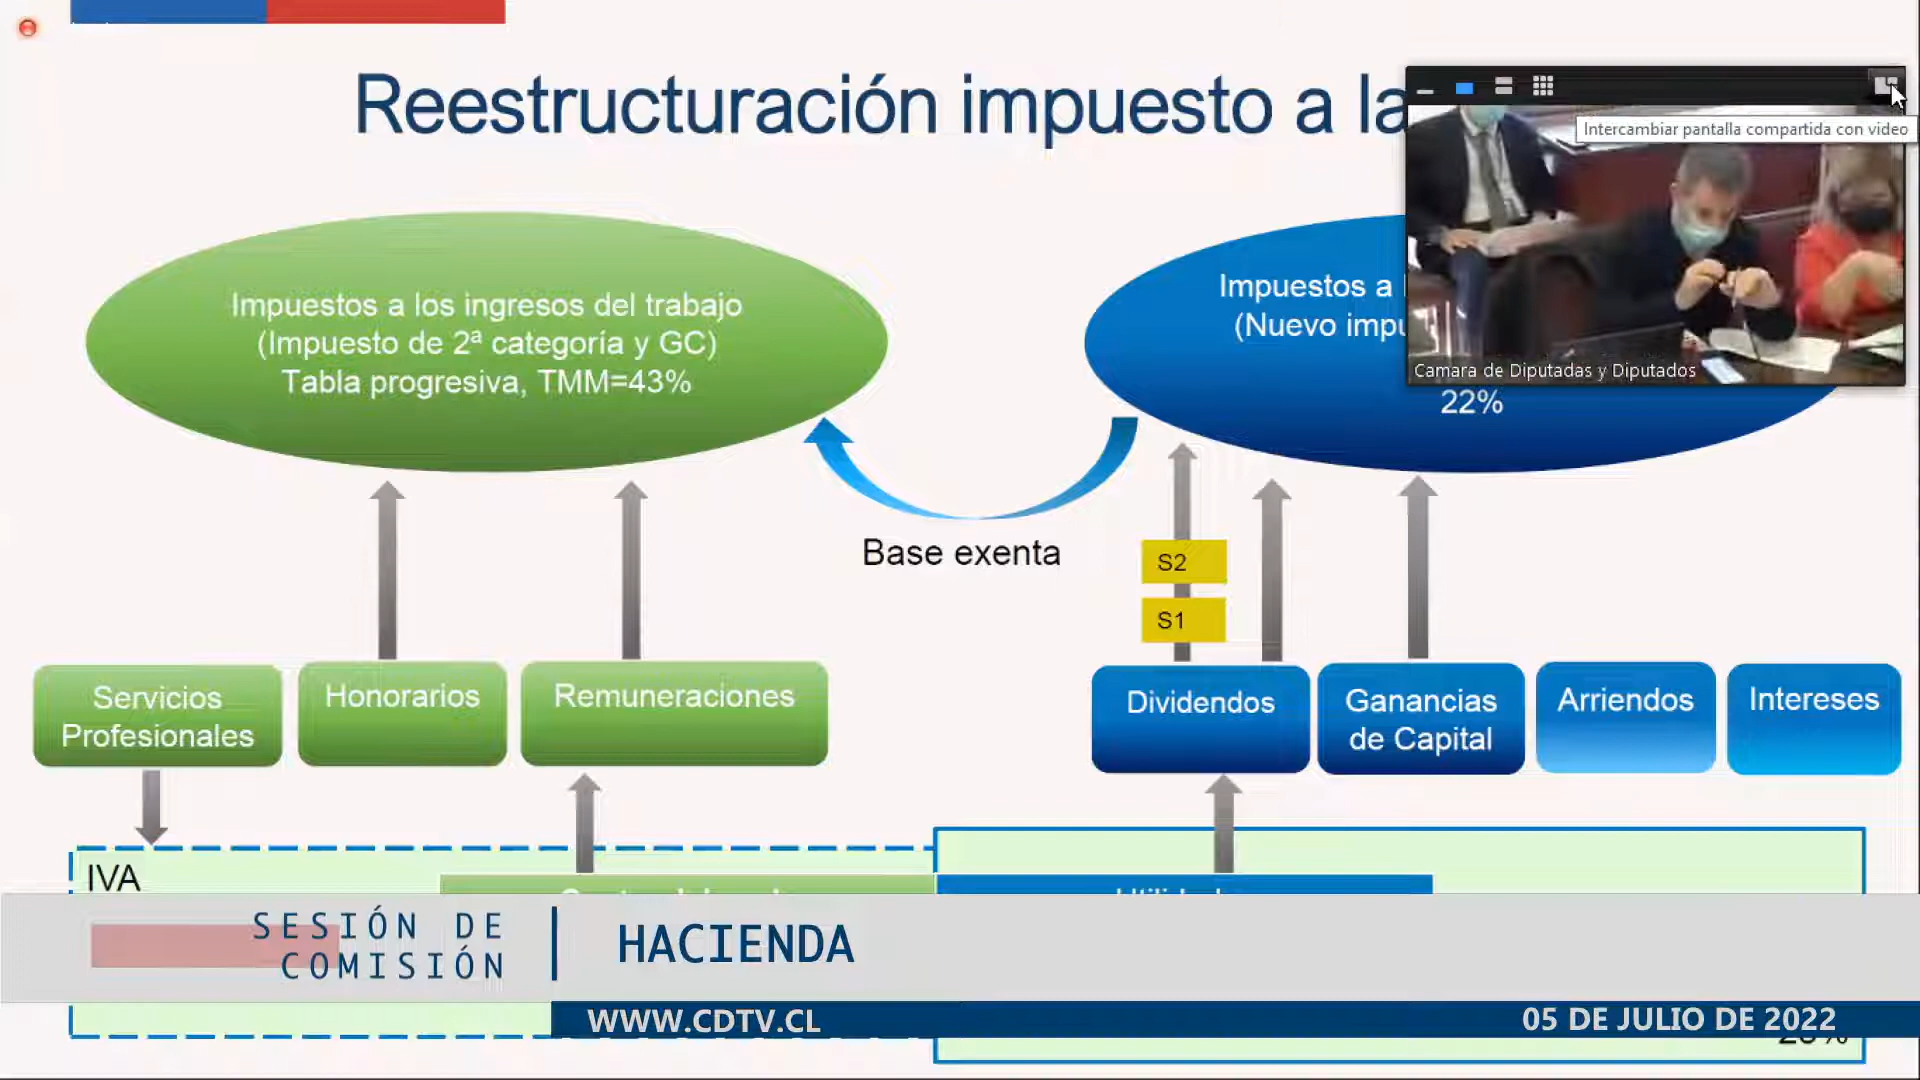 Reestructuración impuesto a la
Intercambiar pantalla compartida con video
Camara de Diputadas y Diputados
Impuestos a los ingresos del trabajo
(Impuesto de 2ª categoría y GC)
Tabla progresiva, TMM=43%
Impuestos a
(Nuevo
22%
Base exenta
S2
S1
Servicios
Profesionales
Honorarios
Remuneraciones
Dividendos
Ganancias
de Capital
Arriendos
Intereses
IVA
SESIÓN DE
COMISIÓN
HACIENDA
WWW.CDTV.CL
05 DE JULIO DE 2022